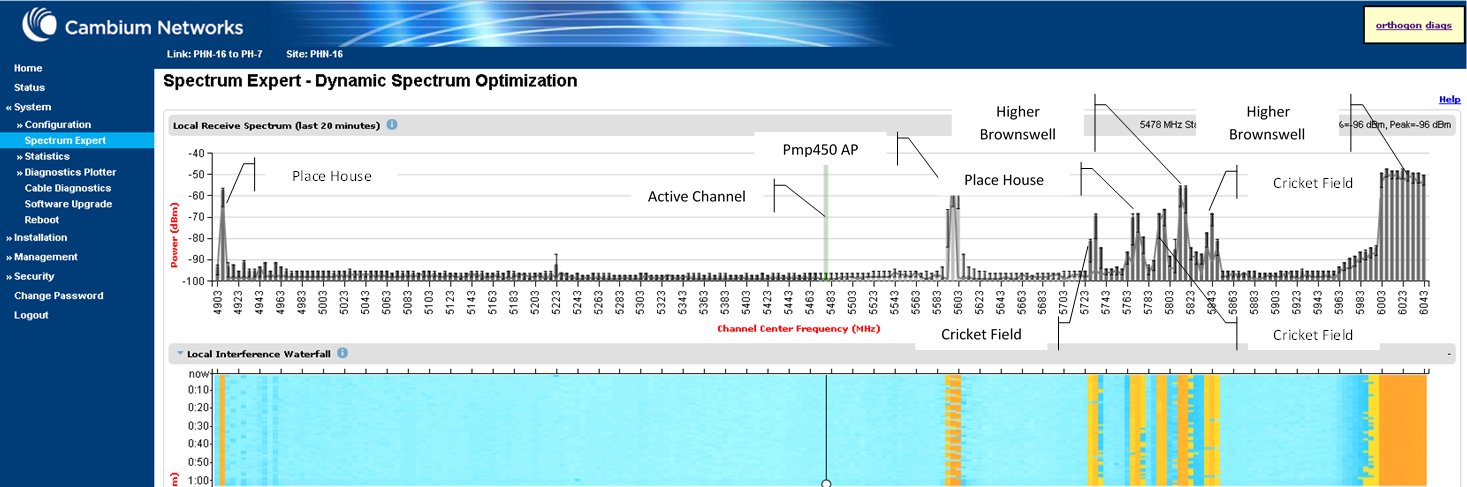 Cambium Networks
orthogon diags
Link: PHN-16 to PH-7 Site: PHN-16
Home
Status
« System
» Configuration
Spectrum Expert
» Statistics
» Diagnostics Plotter
Cable Diagnostics
Software Upgrade
Reboot
» Installation
» Management
» Security
Change Password
Logout
Spectrum Expert - Dynamic Spectrum Optimization
Help
Local Receive Spectrum (last 20 minutes)
5478 MHz Sta
%=-96 dBm, Peak=-96 dBm
Higher
Brownswell
Higher
Brownswell
Pmp450 AP
Place House
Place House
Cricket Field
Active Channel
Power (dBm)
-40
-50
-60
-70
-80
-90
-100
4903 4923 4943 4963 4983 5003 5023 5043 5063 5083 5103 5123 5143 5163 5183 5203 5223 5243 5263 5283 5303 5323 5343 5363 5383 5403 5423 5443 5463 5483 5503 5523 5543 5563 5583 5603 5623 5643 5663 5683 5703 5723 5743 5763 5783 5803 5823 5843 5863 5883 5903 5923 5943 5963 5983 6003 6023 6043
Channel Center Frequency (MHz)
Cricket Field
Cricket Field
Local Interference Waterfall
-
now
0:10
0:20
0:30
0:40
0:50
1:00